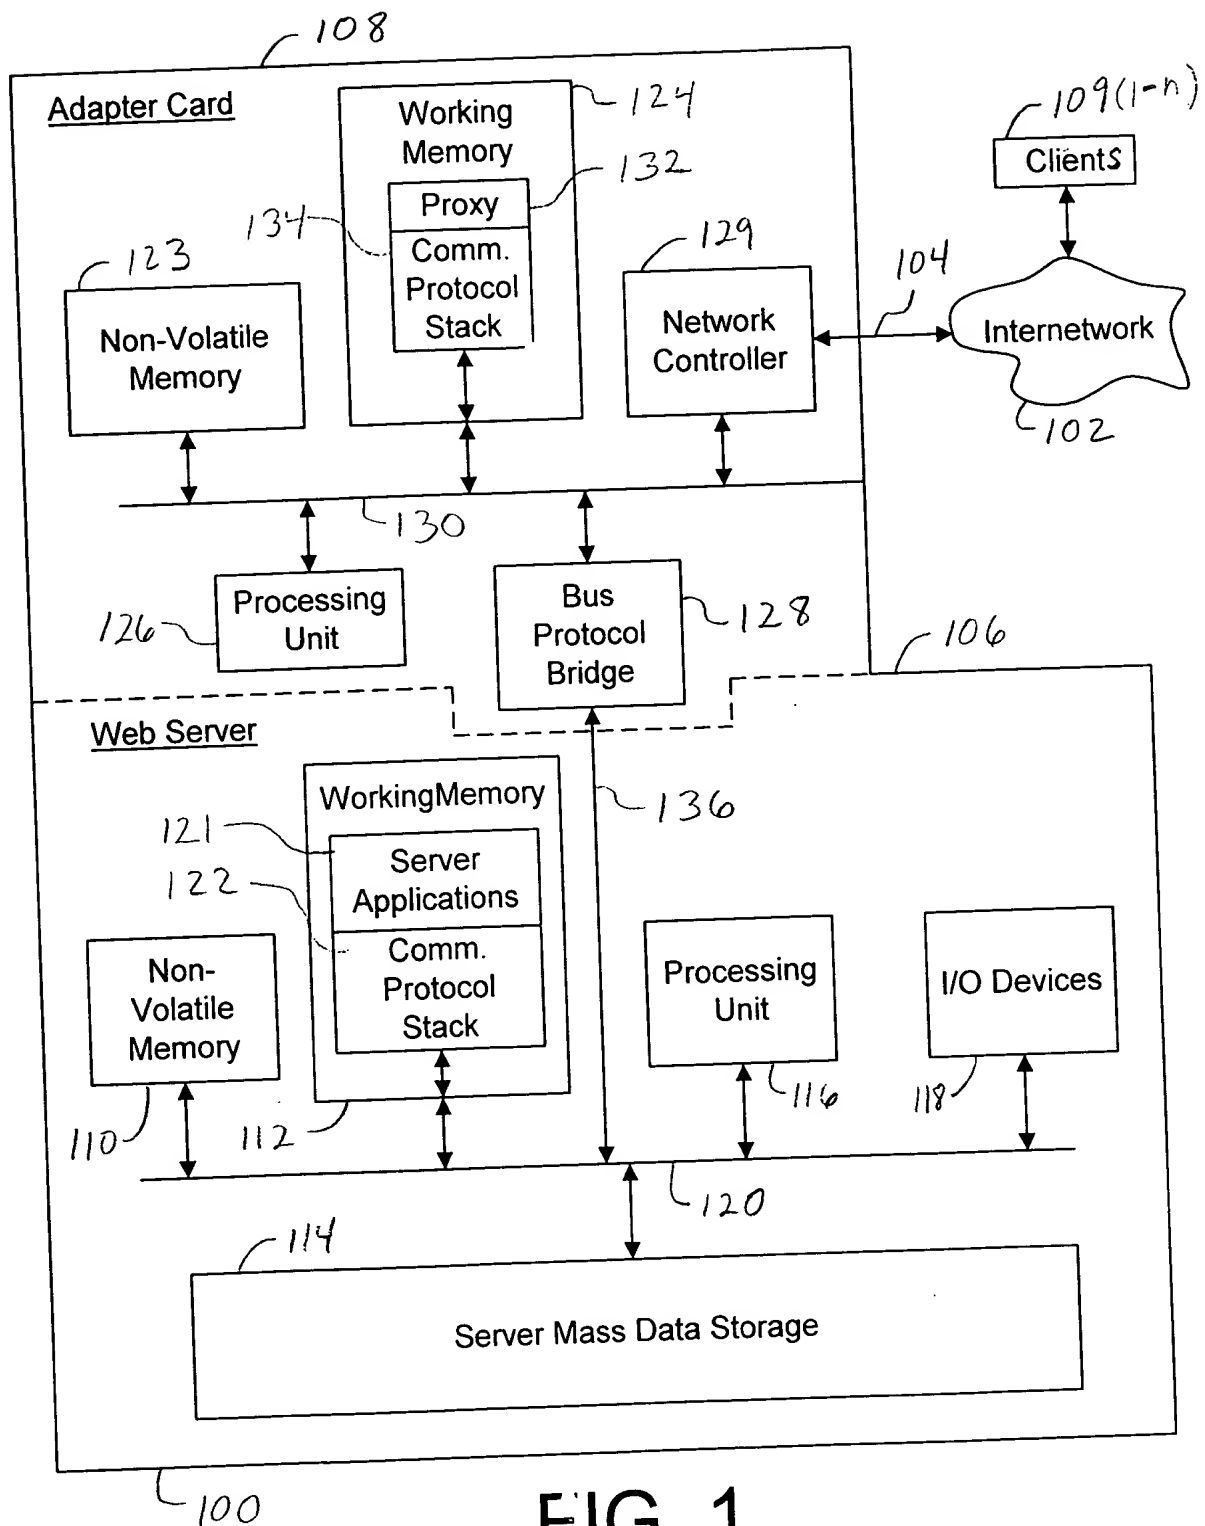 108
Adapter Card
Working
Memory
124
109(1-n)
Clients
132
Proxy
134
Comm.
Protocol
Stack
123
Non-Volatile
Memory
129
Network
Controller
104
Internetwork
102
130
Processing
Unit
126
Bus
Protocol
Bridge
128
106
Web Server
WorkingMemory
136
121
Server
Applications
122
Comm.
Protocol
Stack
Non-
Volatile
Memory
Processing
Unit
I/O Devices
110
112
116
118
120
114
Server Mass Data Storage
100
FIG. 1